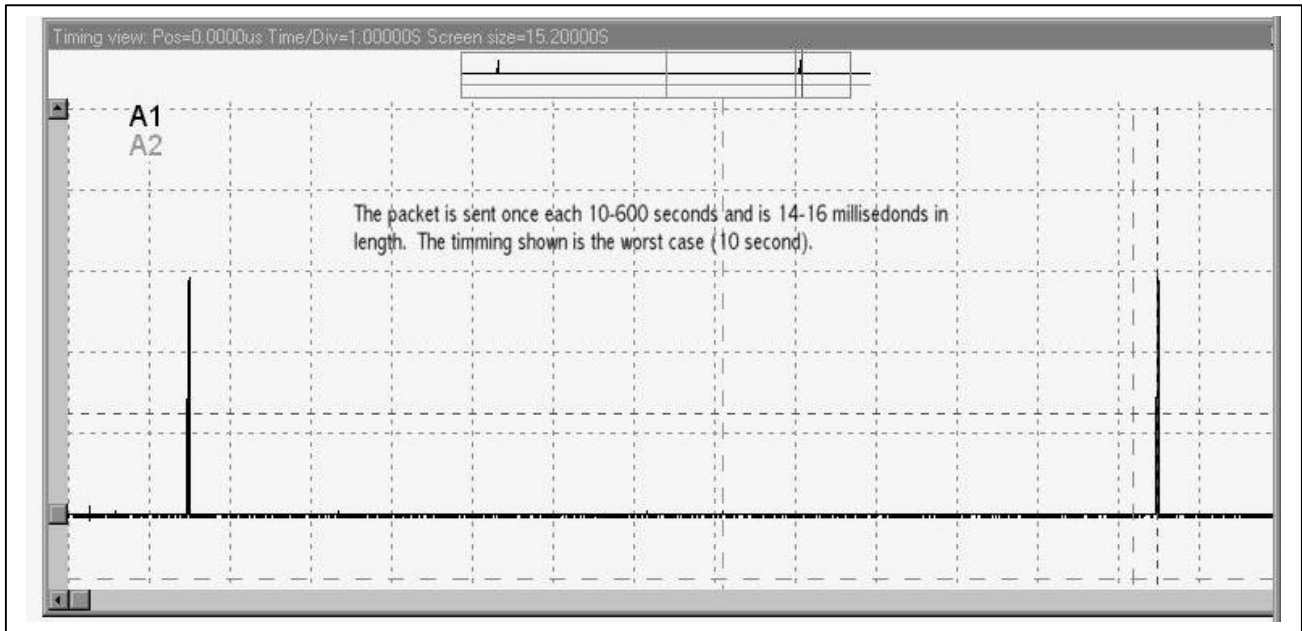 Timing view: Pos=0.0000us Time/Div=1.00000S Screen size=15.20000S
A1
A2
The packet is sent once each 10-600 seconds and is 14-16 millisedonds in
length. The timming shown is the worst case (10 second).